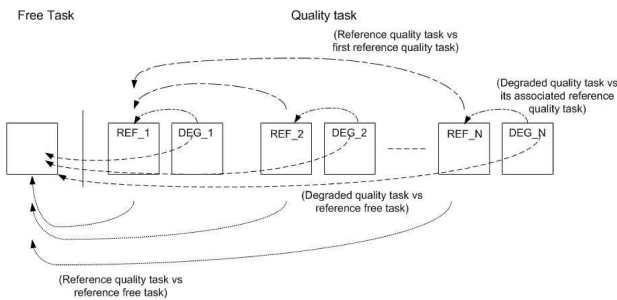 Free Task
Quality task
(Reference quality task vs
first reference quality task)
(Degraded quality task vs
its associated reference
quality task)
REF_1
DEG_1
REF_2
DEG_2
REF_N
DEG_N
(Degraded quality task vs
reference free task)
(Reference quality task vs
reference free task)